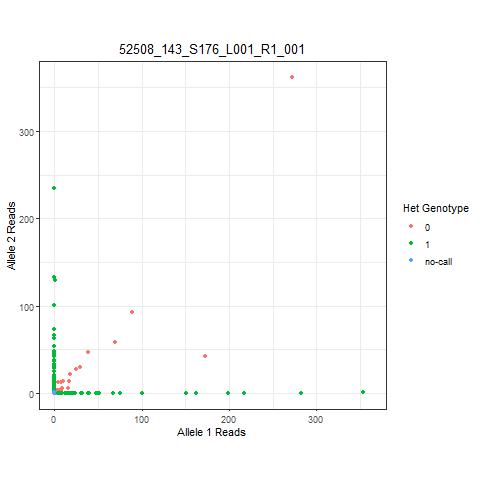 52508_143_S176_L001_R1_001
Allele 2 Reads
300
200
100
0
0 100 200 300
Allele 1 Reads
Het Genotype
0
1
no-call